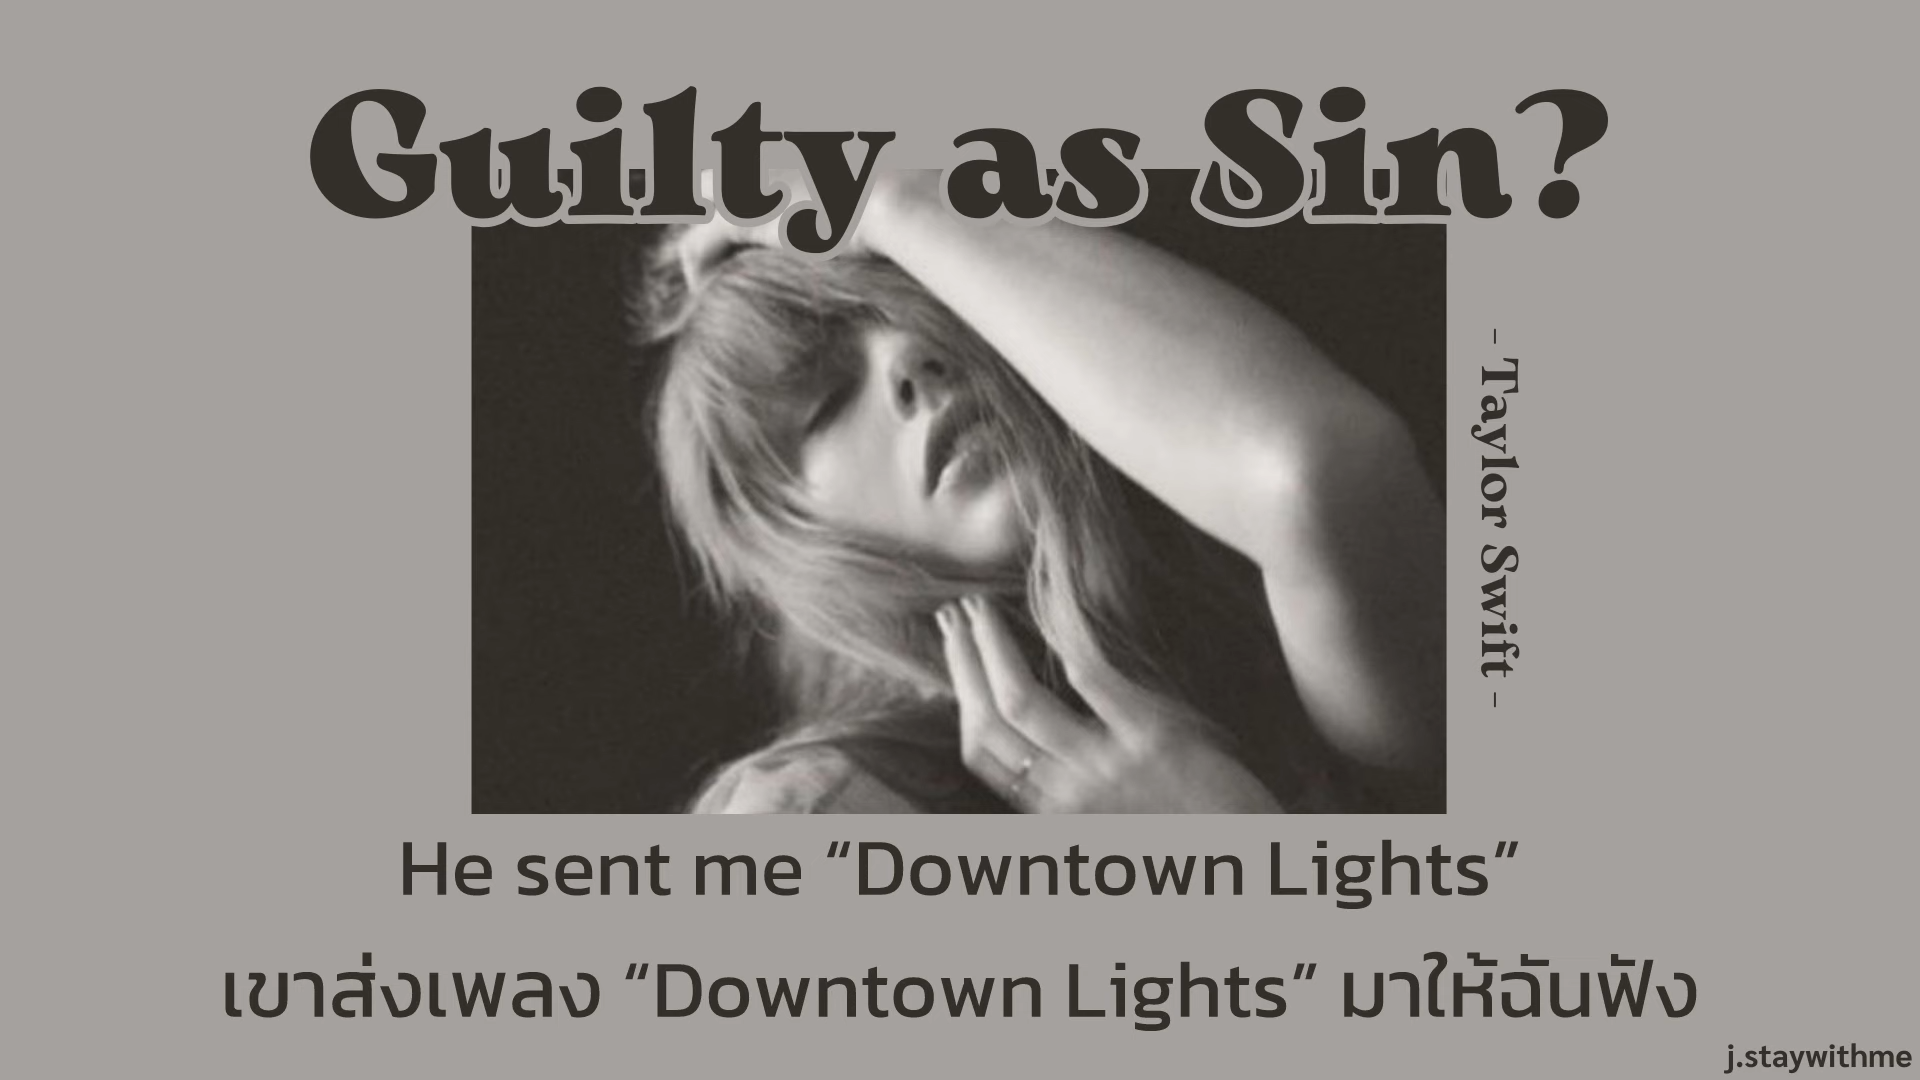 Guilty as Sin?
– Taylor Swift –
He sent me “Downtown Lights”
เขาส่งเพลง “Downtown Lights” มาให้ฉันฟัง
j.staywithme